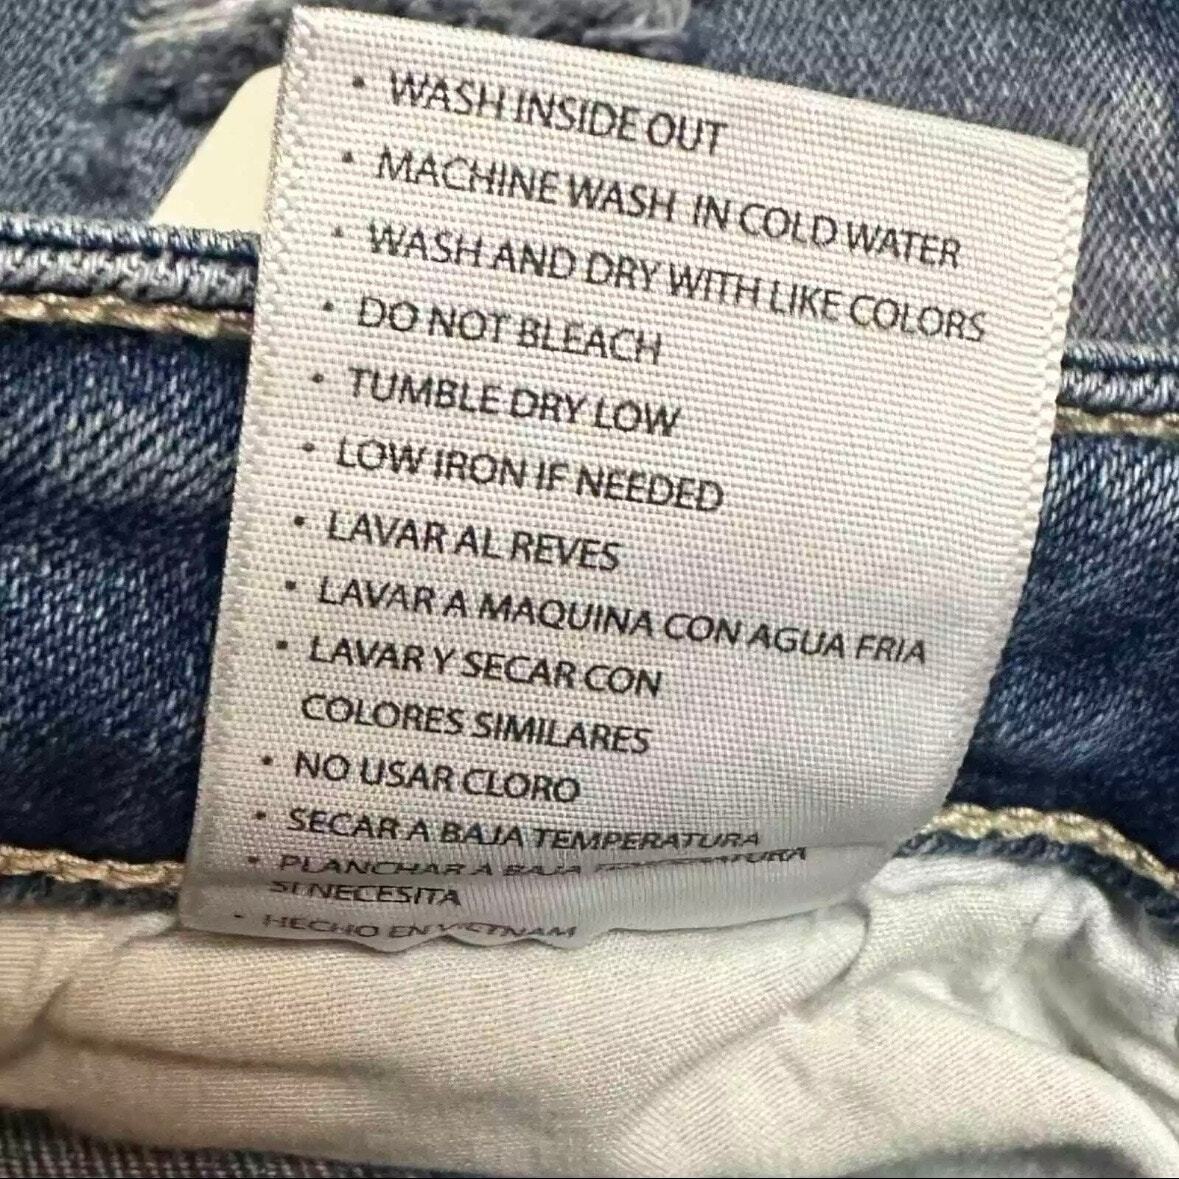 • WASH INSIDE OUT
• MACHINE WASH IN COLD WATER
• WASH AND DRY WITH LIKE COLORS
• DO NOT BLEACH
• TUMBLE DRY LOW
• LOW IRON IF NEEDED
• LAVAR AL REVES
• LAVAR A MAQUINA CON AGUA FRIA
• LAVAR Y SECAR CON
COLORES SIMILARES
• NO USAR CLORO
• SECAR A BAJA TEMPERATURA
• PLANCHAR A BAJA TEMPERATURA
SI NECESITA
• HECHO EN VIETNAM